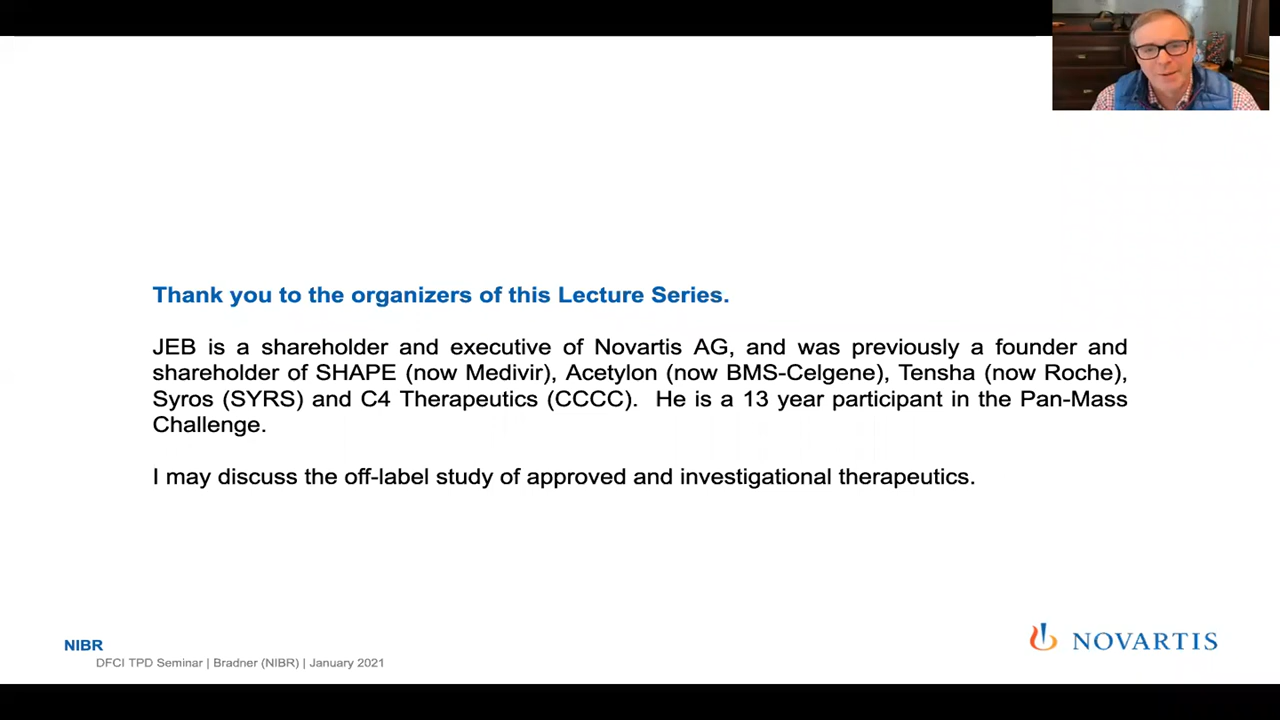 Thank you to the organizers of this Lecture Series.
JEB is a shareholder and executive of Novartis AG, and was previously a founder and
shareholder of SHAPE (now Medivir), Acetylon (now BMS-Celgene), Tensha (now Roche),
Syros (SYRS) and C4 Therapeutics (CCCC). He is a 13 year participant in the Pan-Mass
Challenge.
I may discuss the off-label study of approved and investigational therapeutics.
NIBR
DFCI TPD Seminar | Bradner (NIBR) | January 2021
NOVARTIS